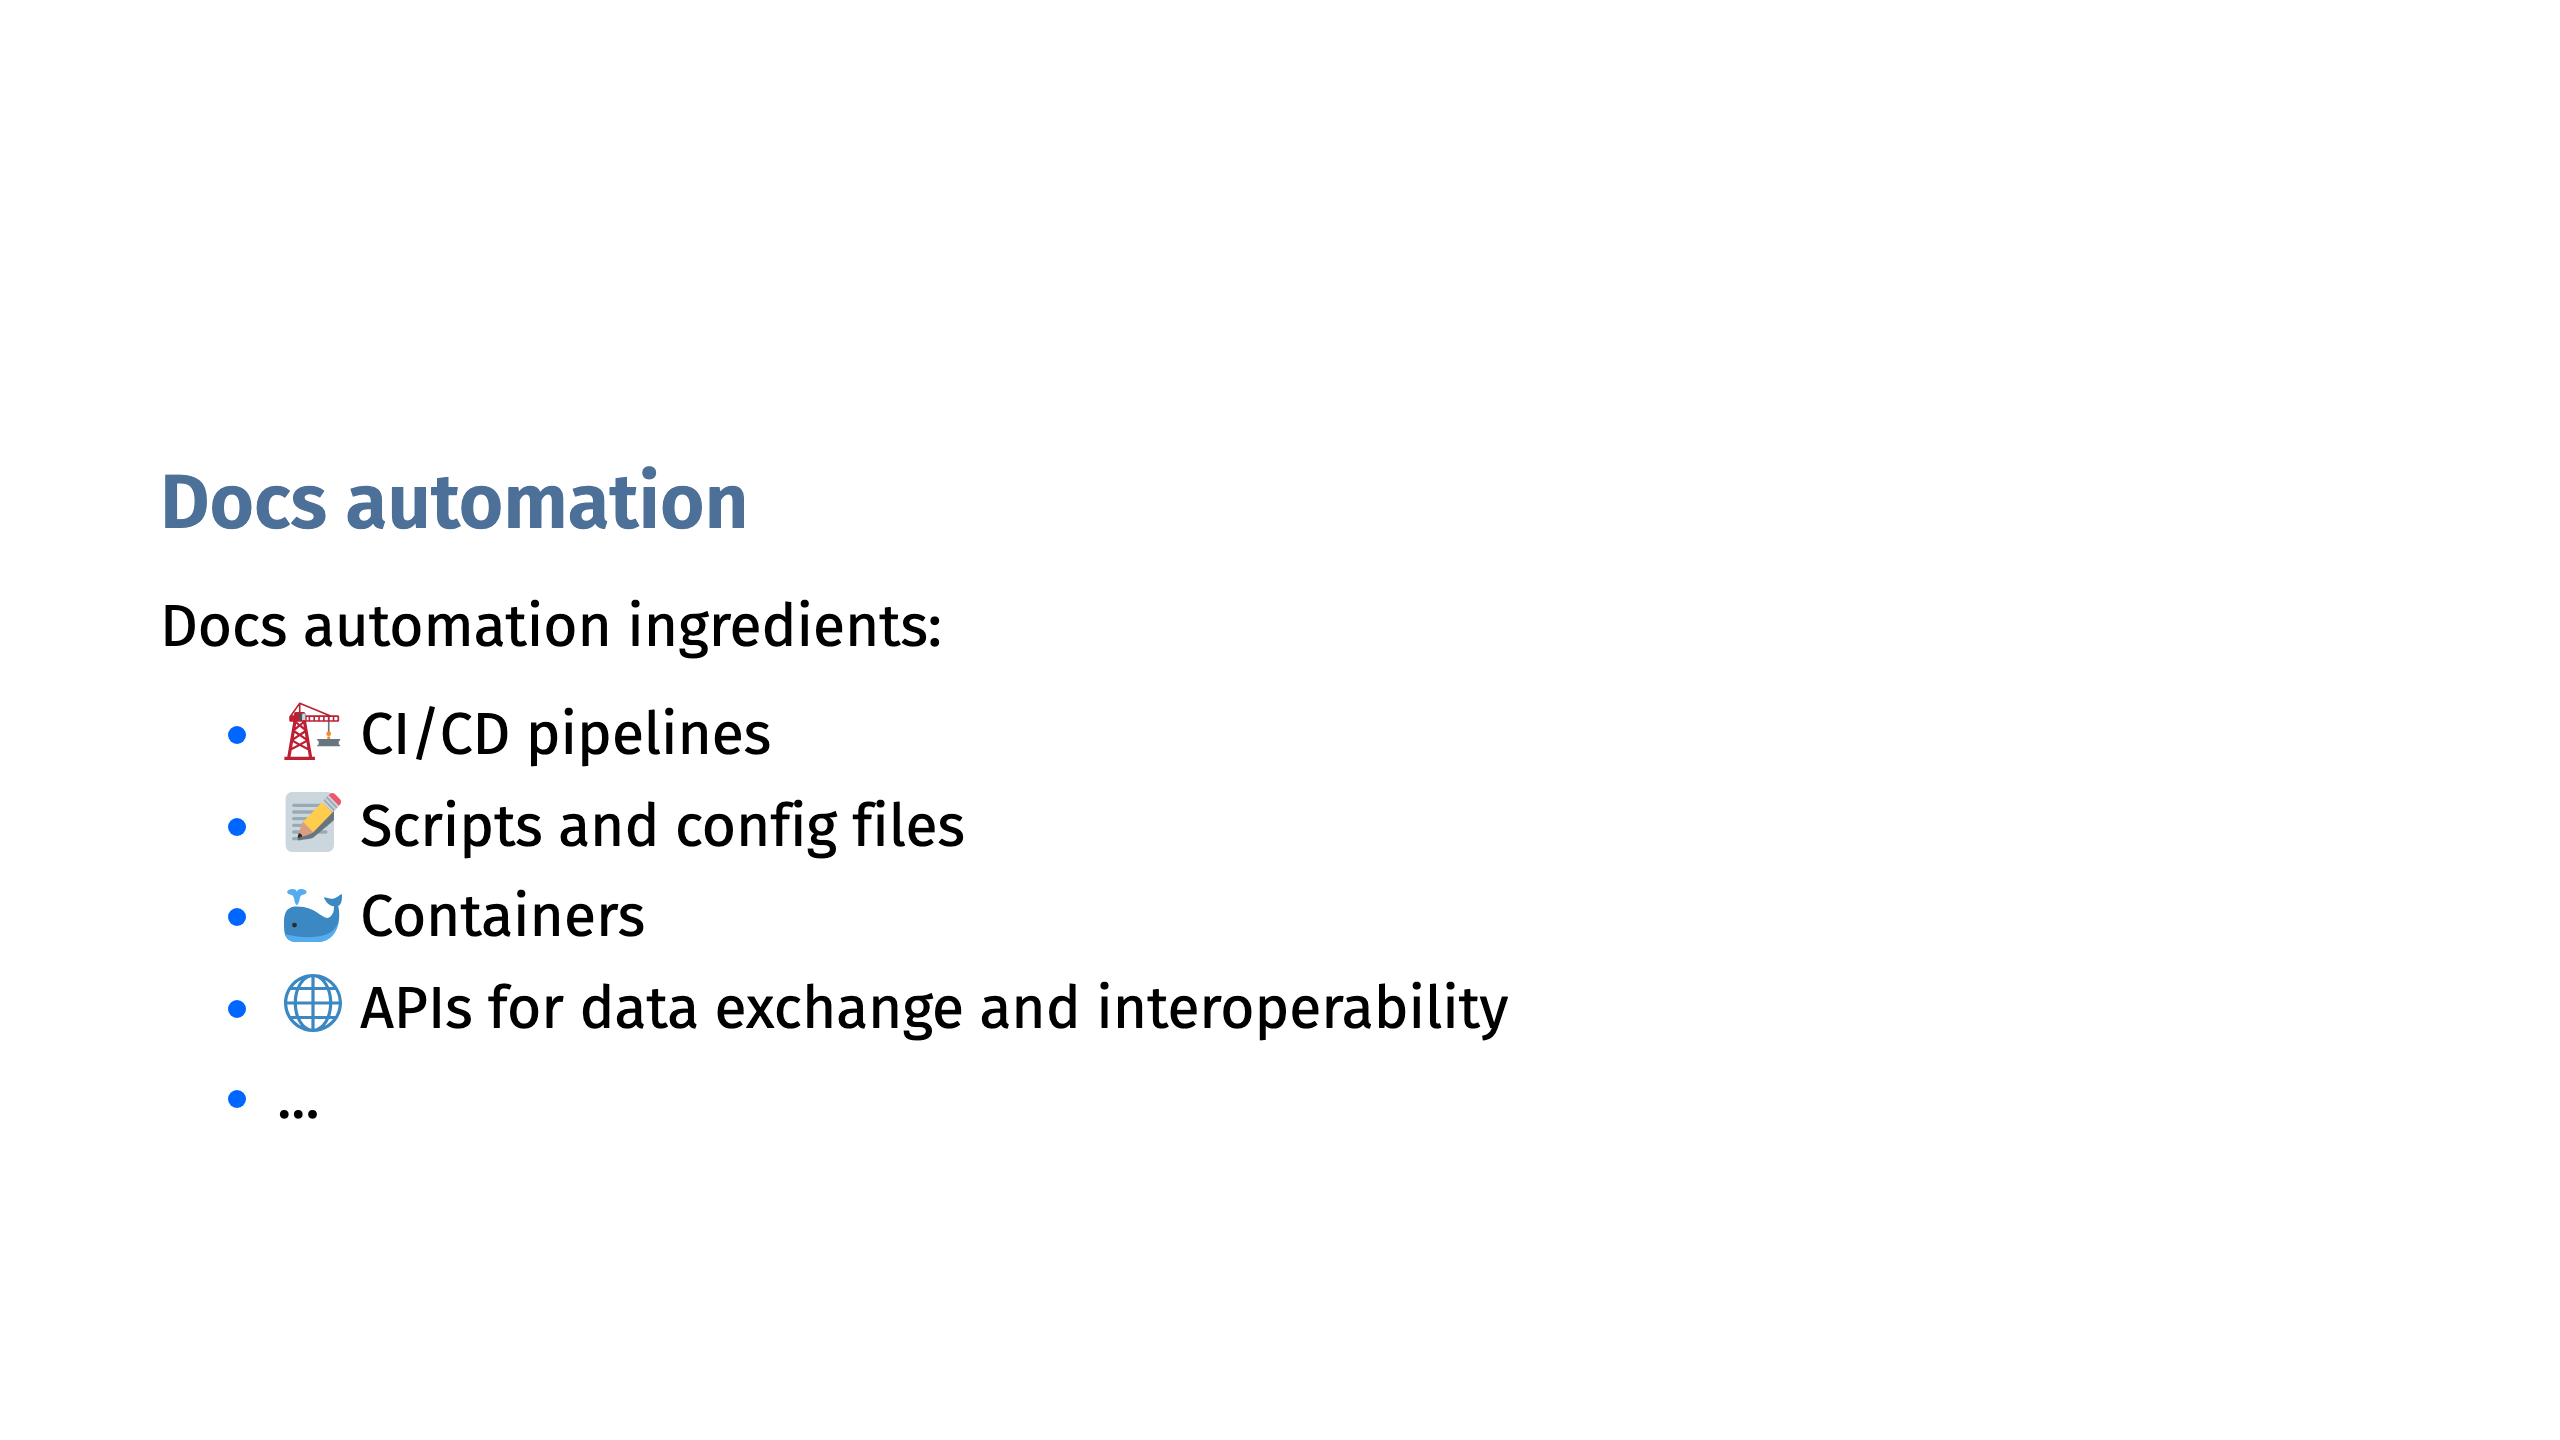 Docs automation
Docs automation ingredients:
• 🏗 CI/CD pipelines
• 📝 Scripts and config files
• 🐳 Containers
• 🌐 APIs for data exchange and interoperability
• …